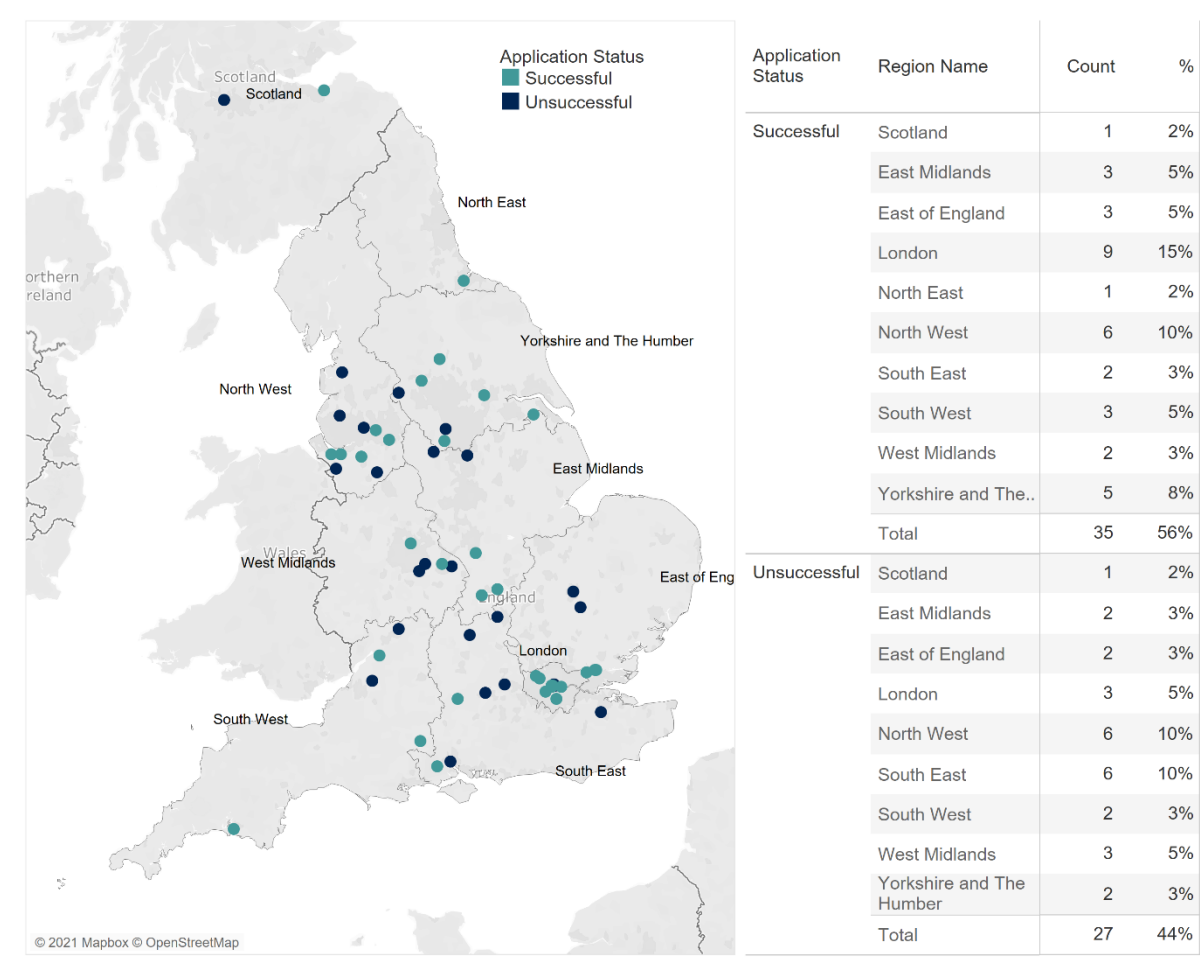 Application Status
Successful
Unsuccessful
Scotland
Scotland
North East
orthern
reland
Yorkshire and The Humber
North West
East Midlands
Wales
West Midlands
East of Eng
England
London
South West
South East
© 2021 Mapbox © OpenStreetMap
Application
Status
Region Name
Count
%
Successful
Scotland 1 2%
East Midlands 3 5%
East of England 3 5%
London 9 15%
North East 1 2%
North West 6 10%
South East 2 3%
South West 3 5%
West Midlands 2 3%
Yorkshire and The.. 5 8%
Total 35 56%
Unsuccessful
Scotland 1 2%
East Midlands 2 3%
East of England 2 3%
London 3 5%
North West 6 10%
South East 6 10%
South West 2 3%
West Midlands 3 5%
Yorkshire and The
Humber 2 3%
Total 27 44%